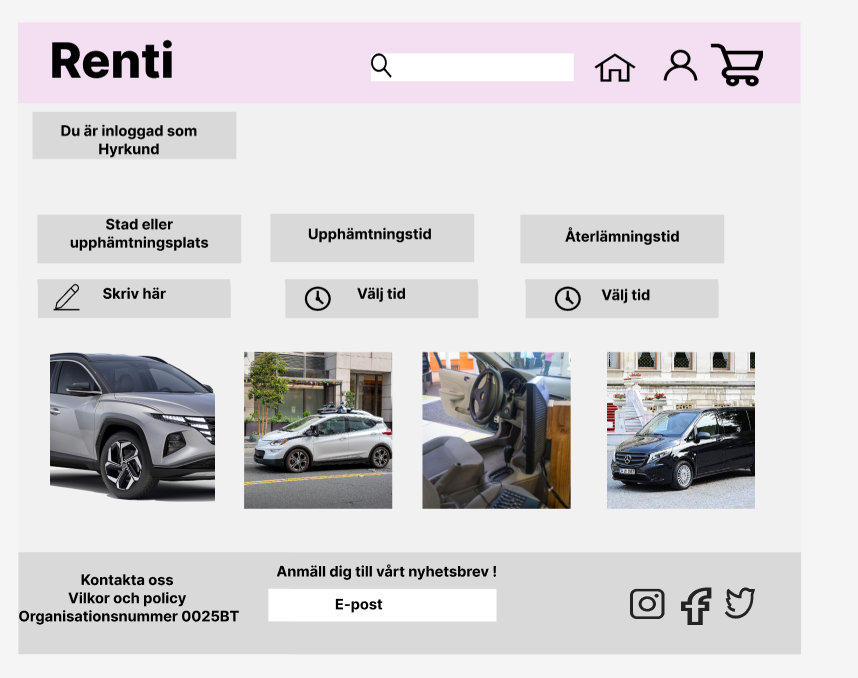 Renti
Du är inloggad som
Hyrkund
Stad eller
upphämtningsplats
Upphämtningstid
Återlämningstid
Skriv här
Välj tid
Välj tid
Kontakta oss
Vilkor och policy
Organisationsnummer 0025BT
Anmäll dig till vårt nyhetsbrev !
E-post